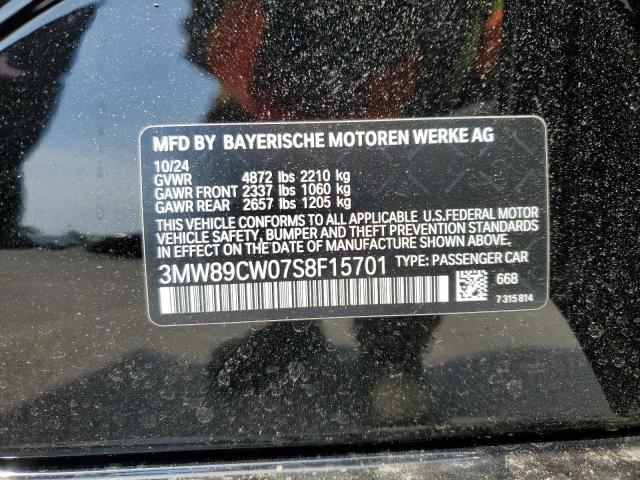 MFD BY BAYERISCHE MOTOREN WERKE AG
10/24
GVWR 4872 lbs 2210 kg
GAWR FRONT 2337 lbs 1060 kg
GAWR REAR 2657 lbs 1205 kg
THIS VEHICLE CONFORMS TO ALL APPLICABLE U.S.FEDERAL MOTOR
VEHICLE SAFETY, BUMPER AND THEFT PREVENTION STANDARDS
IN EFFECT ON THE DATE OF MANUFACTURE SHOWN ABOVE.
3MW89CW07S8F15701 TYPE: PASSENGER CAR
668
7 315 814